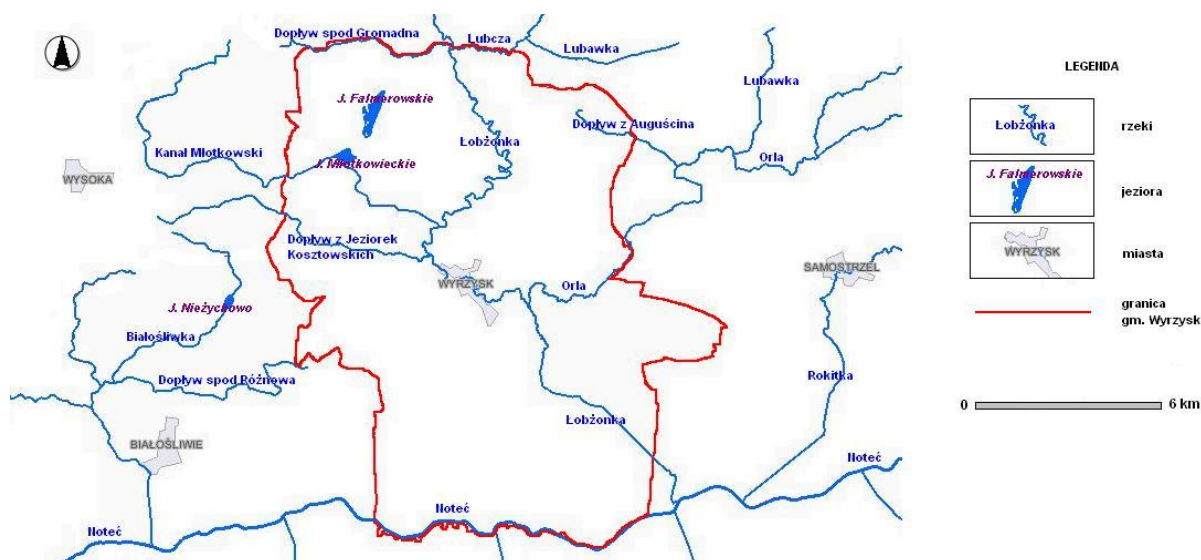 Dopływ spod Gromadna
Lubcza
Lubawka
Lubawka
J. Falmerowskie
Łobżonka
Dopływ z Auguścina
Kanał Młotkowski
J. Młotkowieckie
Orla
WYSOKA
Dopływ z Jeziorek
Kosztowskich
WYRZYSK
SAMOSTRZEL
Orla
J. Nieżychowo
Białośliwka
Dopływ spod Różnowa
Rokitka
Łobżonka
BIAŁOŚLIWIE
Noteć
Noteć
Noteć
LEGENDA
Łobżonka
rzeki
J. Falmerowskie
jeziora
WYRZYSK
miasta
granica
gm. Wyrzysk
0 6 km